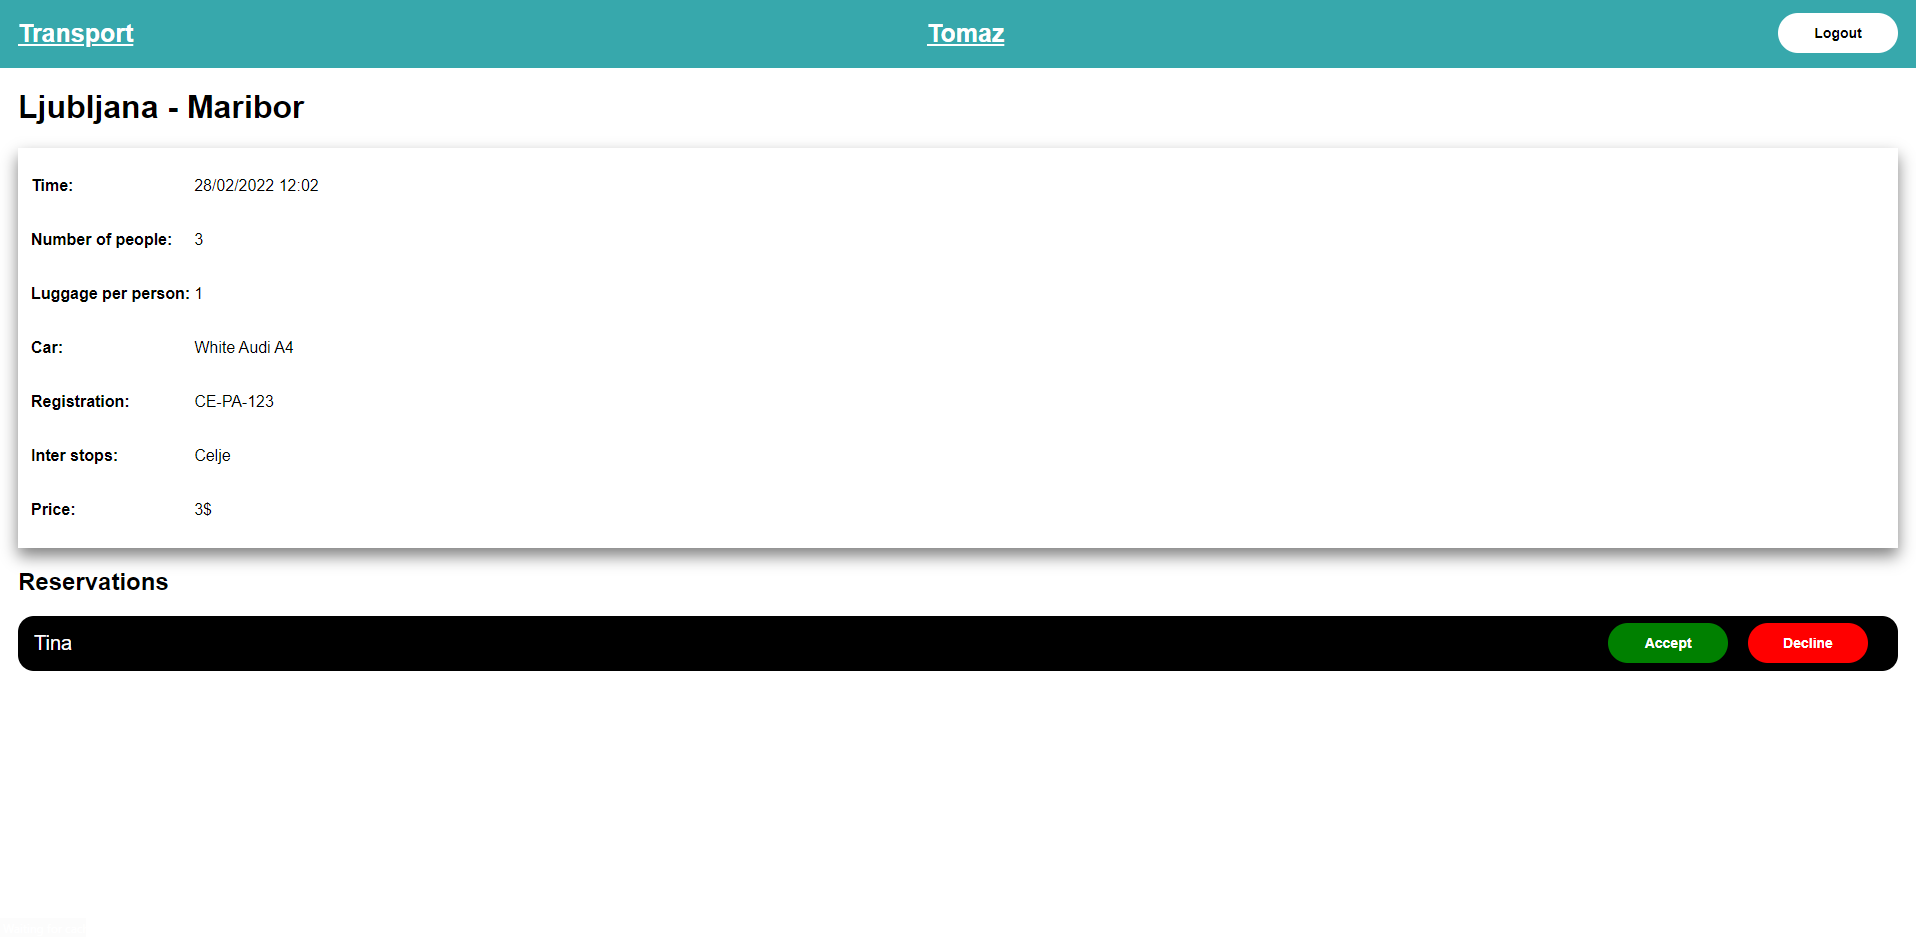 Transport Tomaz Logout
Ljubljana - Maribor
Time: 28/02/2022 12:02
Number of people: 3
Luggage per person: 1
Car: White Audi A4
Registration: CE-PA-123
Inter stops: Celje
Price: 3$
Reservations
Tina Accept Decline